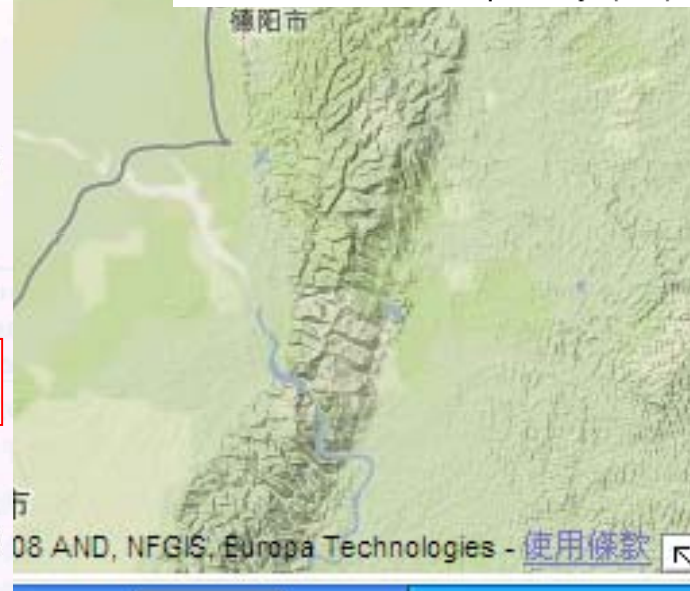 德阳市
市
08 AND, NFGIS, Europa Technologies - 使用條款